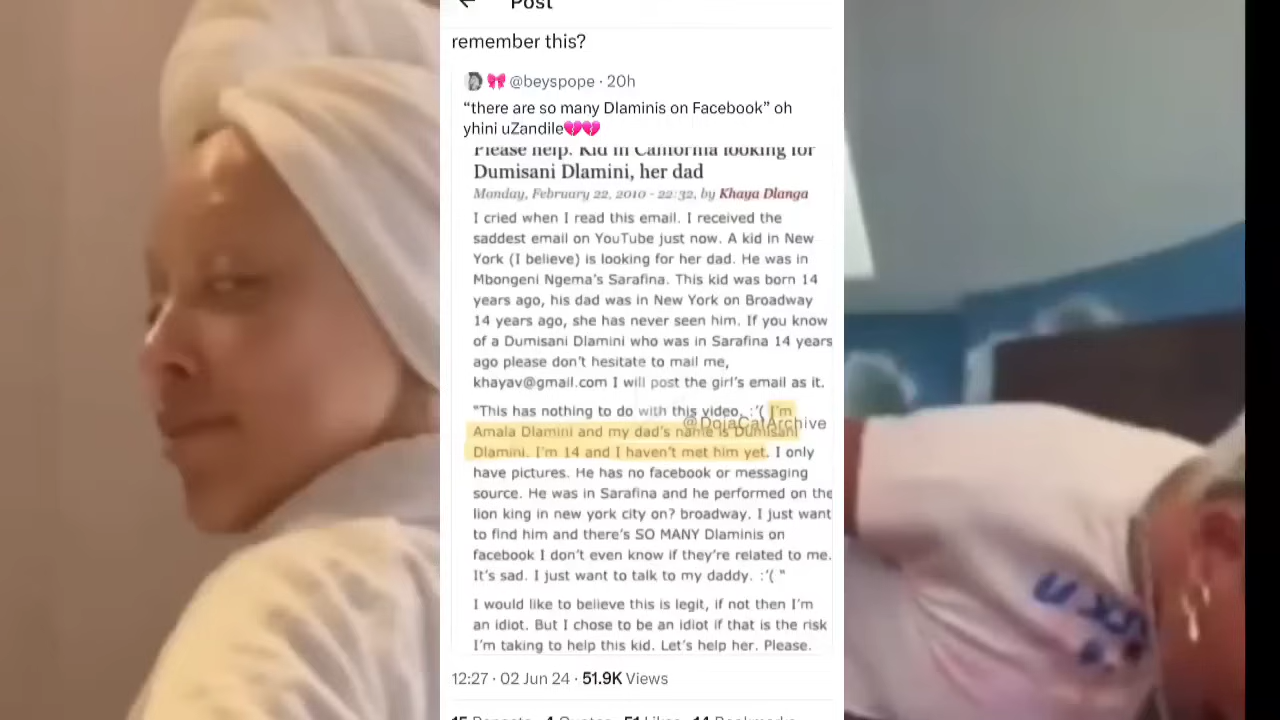 Post
remember this?
@beyspope · 20h
“there are so many Dlaminis on Facebook” oh
yhini uZandile💔💔
Please help. Kid in California looking for
Dumisani Dlamini, her dad
Monday, February 22, 2010 - 22:32, by Khaya Dlanga
I cried when I read this email. I received the
saddest email on YouTube just now. A kid in New
York (I believe) is looking for her dad. He was in
Mbongeni Ngema’s Sarafina. This kid was born 14
years ago, his dad was in New York on Broadway
14 years ago, she has never seen him. If you know
of a Dumisani Dlamini who was in Sarafina 14 years
ago please don’t hesitate to mail me,
khayav@gmail.com I will post the girl’s email as it.
“This has nothing to do with this video. :’( I’m
@DojaCatArchive
Amala Dlamini and my dad’s name is Dumisani
Dlamini. I’m 14 and I haven’t met him yet. I only
have pictures. He has no facebook or messaging
source. He was in Sarafina and he performed on the
lion king in new york city on? broadway. I just want
to find him and there’s SO MANY Dlaminis on
facebook I don’t even know if they’re related to me.
It’s sad. I just want to talk to my daddy. :’( “
I would like to believe this is legit, if not then I’m
an idiot. But I chose to be an idiot if that is the risk
I’m taking to help this kid. Let’s help her. Please.
12:27 · 02 Jun 24 · 51.9K Views
15 Reposts 4 Quotes 51 Likes 14 Bookmarks